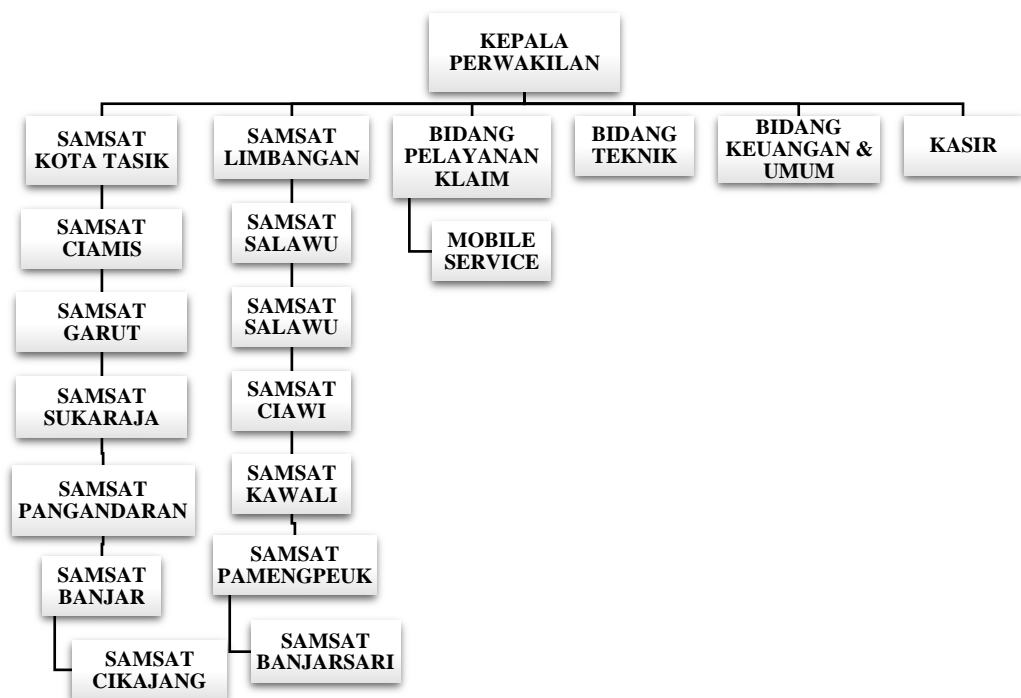 KEPALA
PERWAKILAN
SAMSAT
KOTA TASIK
SAMSAT
LIMBANGAN
BIDANG
PELAYANAN
KLAIM
BIDANG
TEKNIK
BIDANG
KEUANGAN &
UMUM
KASIR
SAMSAT
CIAMIS
SAMSAT
GARUT
SAMSAT
SUKARAJA
SAMSAT
PANGANDARAN
SAMSAT
BANJAR
SAMSAT
CIKAJANG
SAMSAT
SALAWU
SAMSAT
SALAWU
SAMSAT
CIAWI
SAMSAT
KAWALI
SAMSAT
PAMENGPEUK
SAMSAT
BANJARSARI
MOBILE
SERVICE